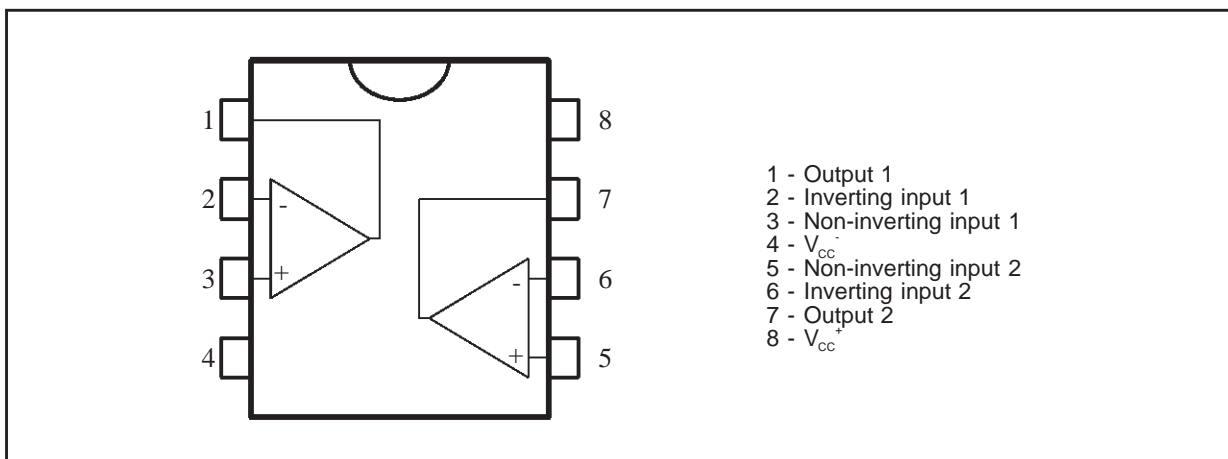 1
2
3
4
8
7
6
5
-
+
-
+
1 - Output 1
2 - Inverting input 1
3 - Non-inverting input 1
4 - V_CC^-
5 - Non-inverting input 2
6 - Inverting input 2
7 - Output 2
8 - V_CC^+